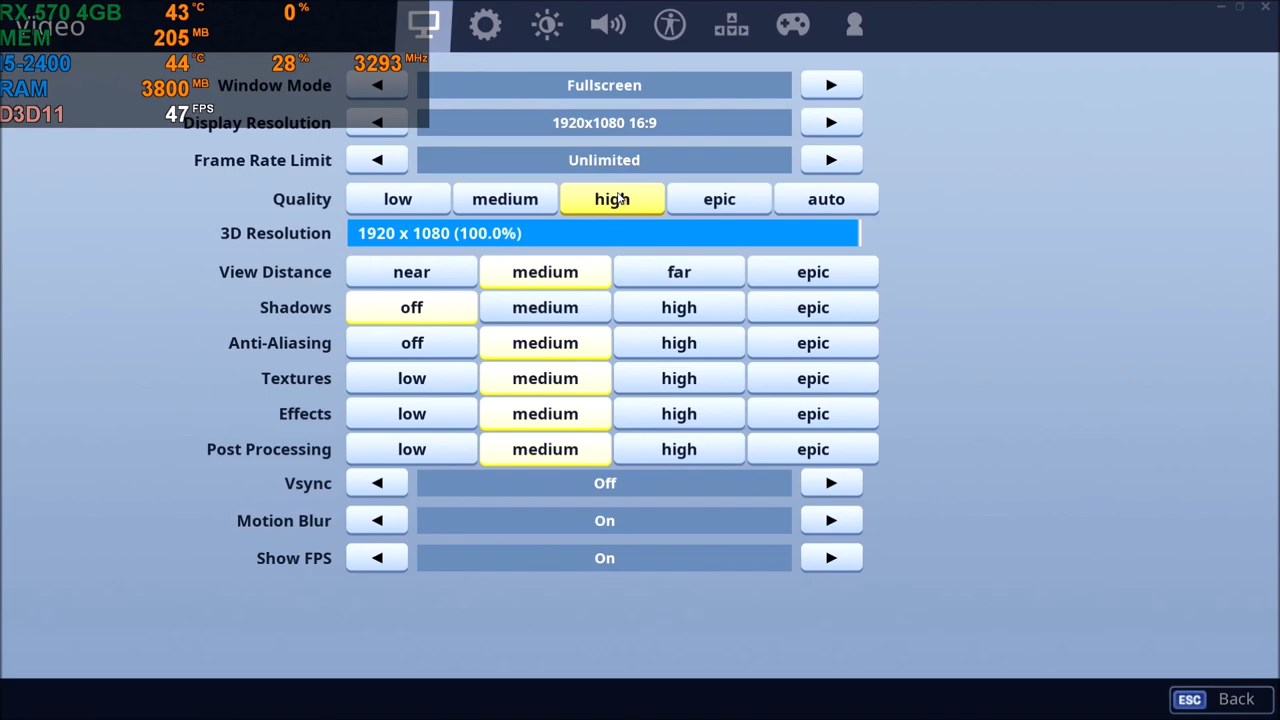 RX 570 4GB 43 °C 0 %
video
MEM 205 MB
i5-2400 44 °C 28 % 3293 MHz
RAM 3800 MB
D3D11 47 FPS
Window Mode Fullscreen
Display Resolution 1920x1080 16:9
Frame Rate Limit Unlimited
Quality low medium high epic auto
3D Resolution 1920 x 1080 (100.0%)
View Distance near medium far epic
Shadows off medium high epic
Anti-Aliasing off medium high epic
Textures low medium high epic
Effects low medium high epic
Post Processing low medium high epic
Vsync Off
Motion Blur On
Show FPS On
ESC Back